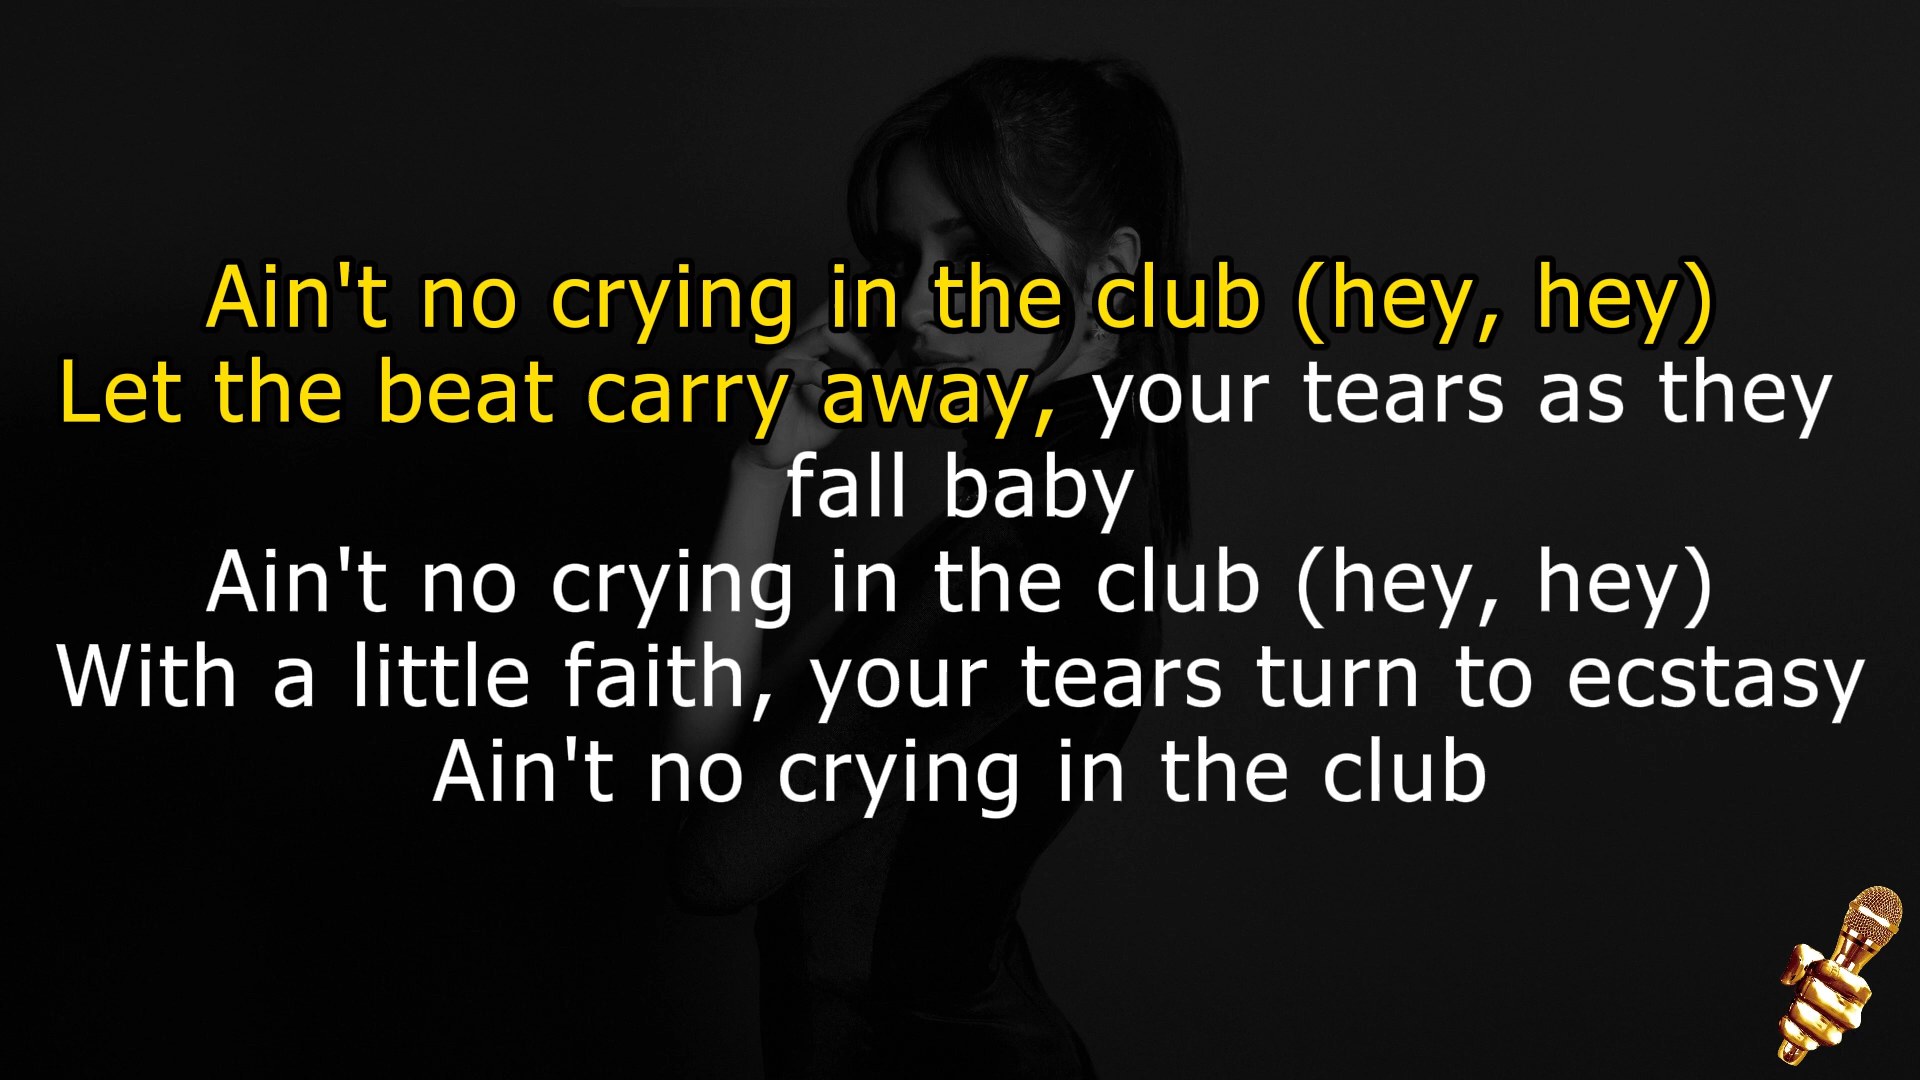 Ain't no crying in the club (hey, hey)
Let the beat carry away, your tears as they
fall baby
Ain't no crying in the club (hey, hey)
With a little faith, your tears turn to ecstasy
Ain't no crying in the club